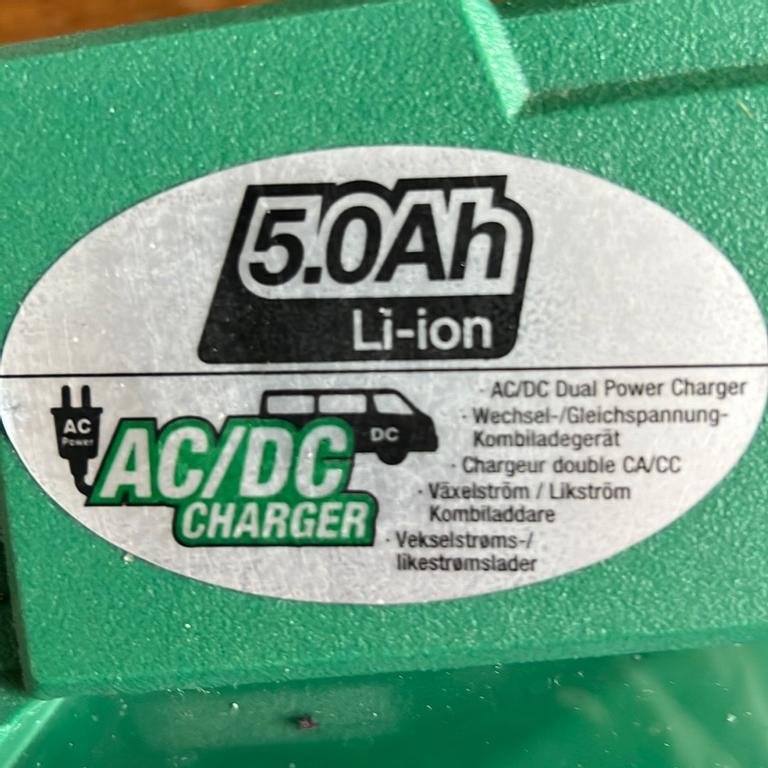 5.0Ah
Li-ion
AC
Power
DC
AC/DC
CHARGER
· AC/DC Dual Power Charger
· Wechsel-/Gleichspannung-
Kombiladegerät
· Chargeur double CA/CC
· Växelström / Likström
Kombiladdare
· Vekselstrøms-/
likestrømslader